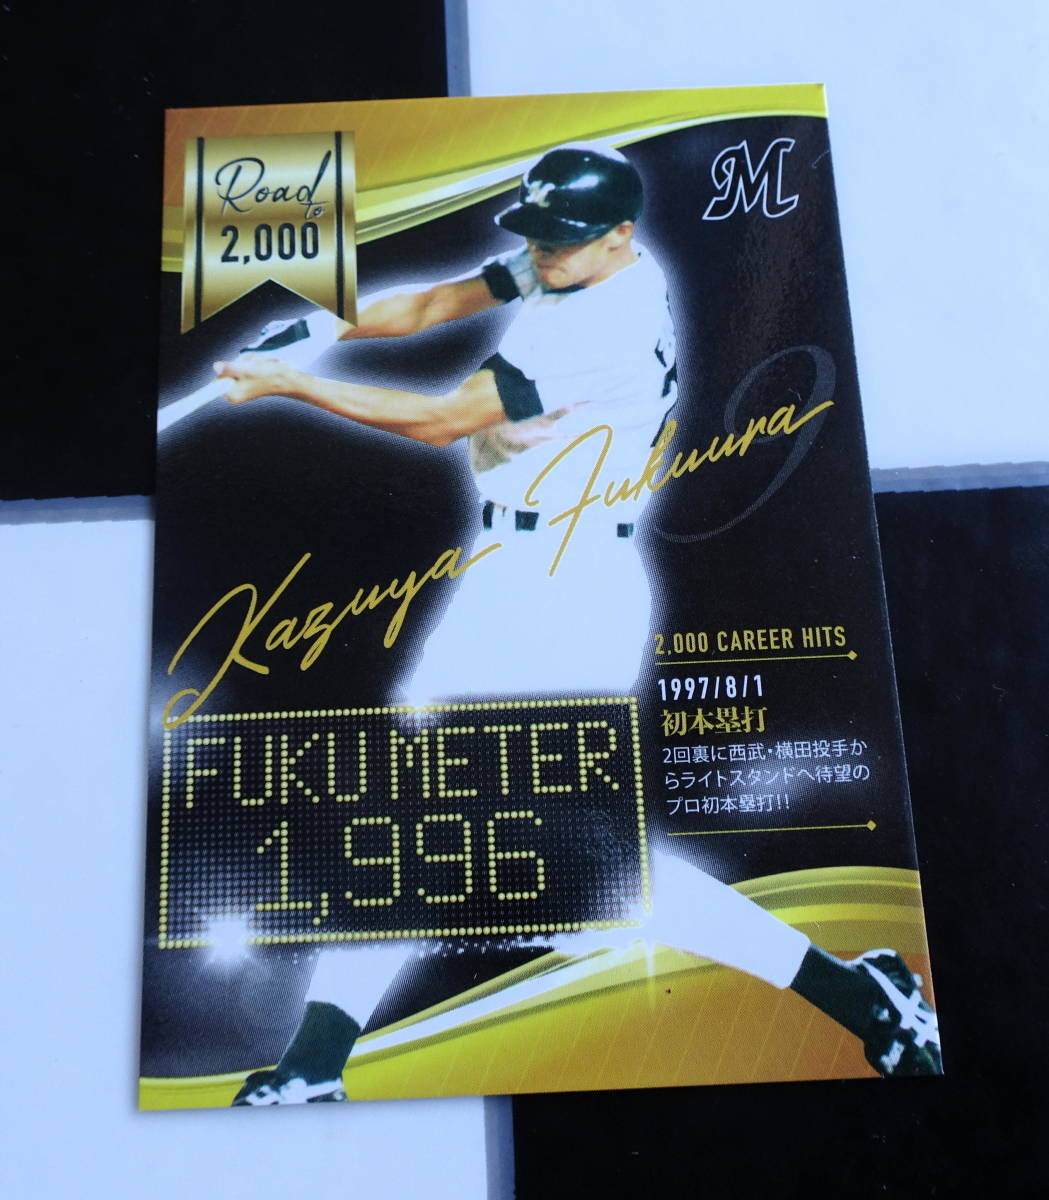 Road
to
2,000
M
9
Kazuya Fukuura
2,000 CAREER HITS
1997/8/1
初本塁打
2回裏に西武・横田投手か
らライトスタンドへ待望の
プロ初本塁打!!
FUKU METER
1,996